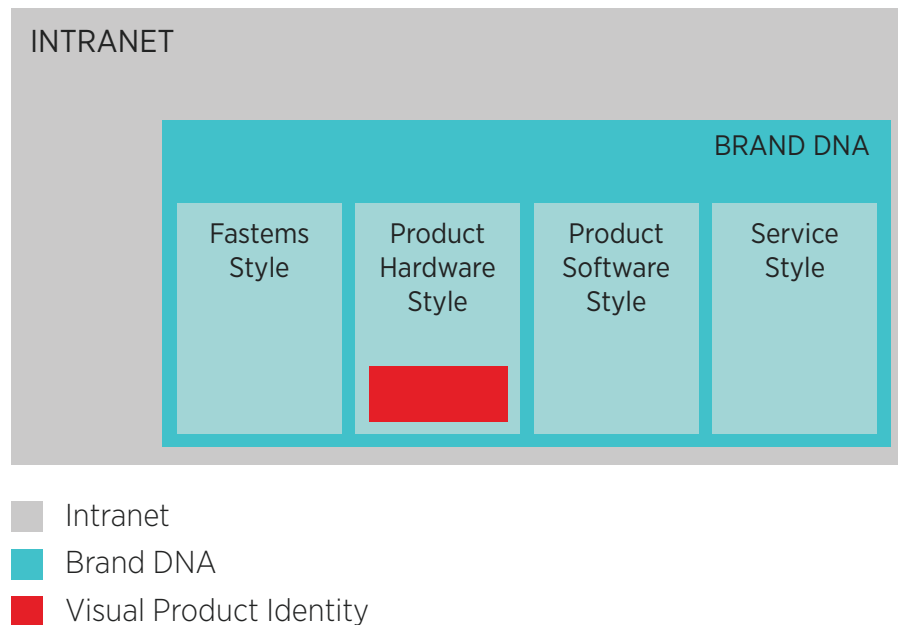 INTRANET
BRAND DNA
Fastems
Style
Product
Hardware
Style
Product
Software
Style
Service
Style
Intranet
Brand DNA
Visual Product Identity